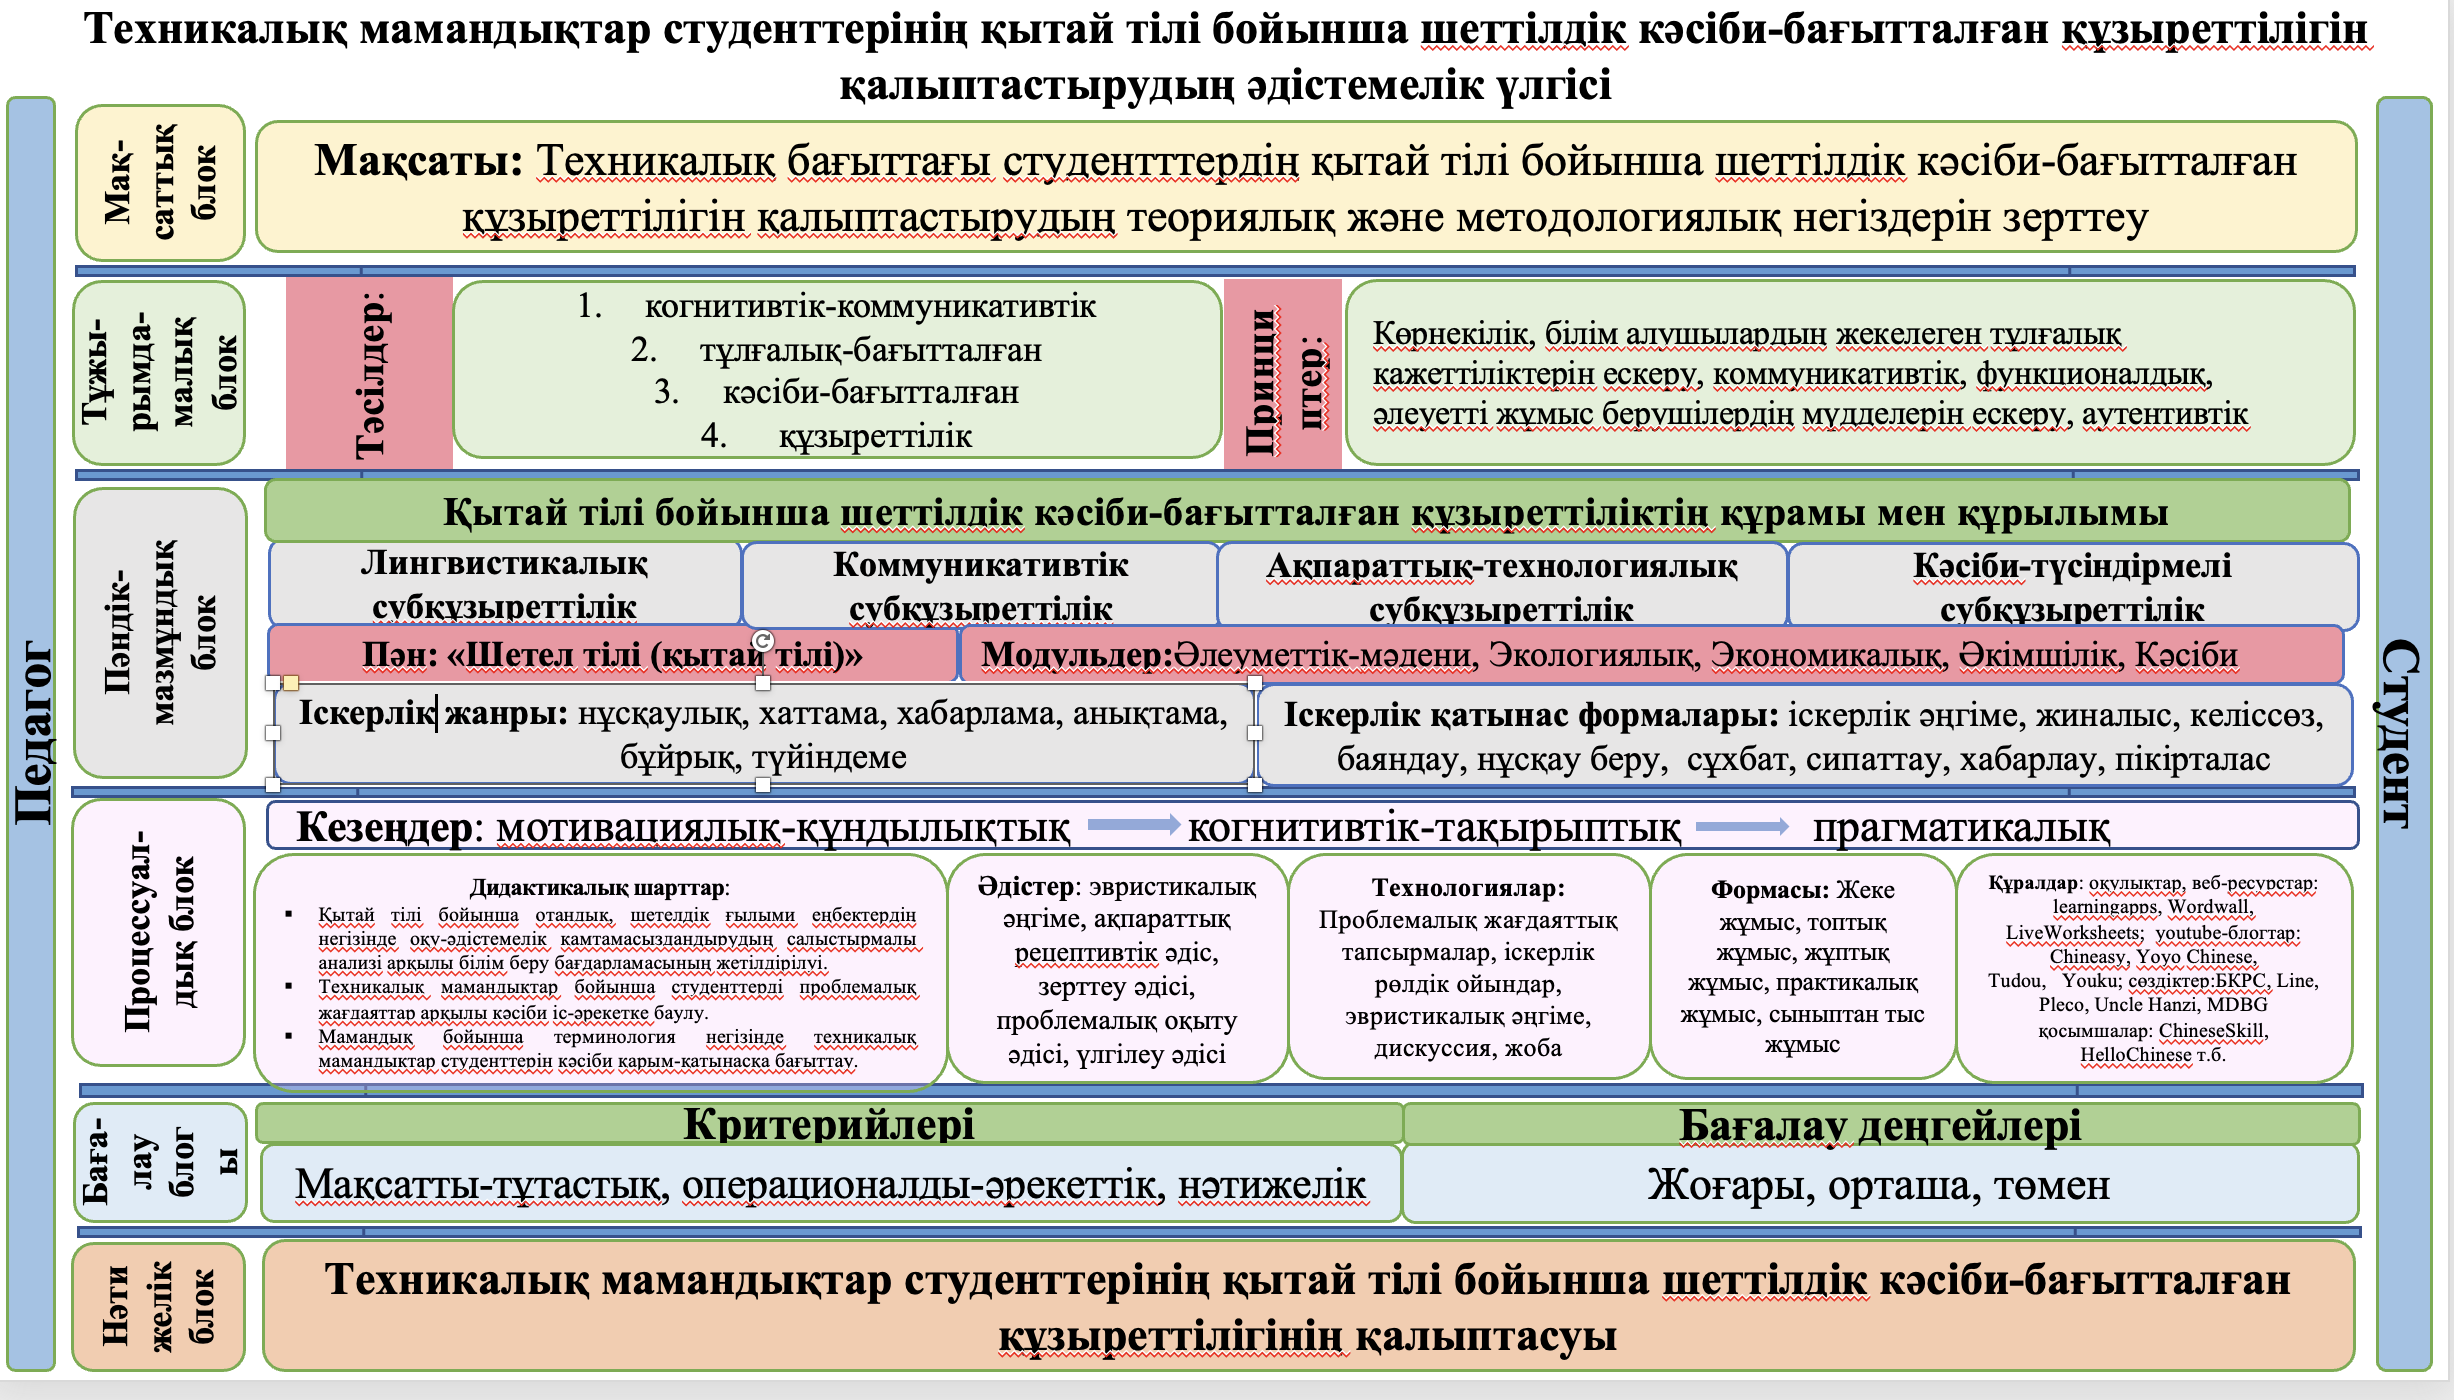 Техникалық мамандықтар студенттерінің қытай тілі бойынша шеттілдік кәсіби-бағытталған құзыреттілігін
қалыптастырудың әдістемелік үлгісі
Педагог
Мақ-
саттық
блок
Мақсаты: Техникалық бағыттағы студентттердің қытай тілі бойынша шеттілдік кәсіби-бағытталған
құзыреттілігін қалыптастырудың теориялық және методологиялық негіздерін зерттеу
Тұжы-
рымда-
малық
блок
Тәсілдер:
1. когнитивтік-коммуникативтік
2. тұлғалық-бағытталған
3. кәсіби-бағытталған
4. құзыреттілік
Принци
птер:
Көрнекілік, білім алушылардың жекелеген тұлғалық
кажеттіліктерін ескеру, коммуникативтік, функционалдық,
әлеуетті жұмыс берушілердің мүдделерін ескеру, аутентивтік
Пәндік-
мазмұндық
блок
Қытай тілі бойынша шеттілдік кәсіби-бағытталған құзыреттіліктің құрамы мен құрылымы
Лингвистикалық
субқұзыреттілік
Коммуникативтік
субқұзыреттілік
Ақпараттық-технологиялық
субқұзыреттілік
Кәсіби-түсіндірмелі
субқұзыреттілік
Пән: «Шетел тілі (қытай тілі)»
Модульдер:Әлеуметтік-мәдени, Экологиялық, Экономикалық, Әкімшілік, Кәсіби
Іскерлік жанры: нұсқаулық, хаттама, хабарлама, анықтама,
бұйрық, түйіндеме
Іскерлік қатынас формалары: іскерлік әңгіме, жиналыс, келіссөз,
баяндау, нұсқау беру, сұхбат, сипаттау, хабарлау, пікірталас
Процессуал-
дық блок
Кезеңдер: мотивациялық-құндылықтық когнитивтік-тақырыптық прагматикалық
Дидактикалық шарттар:
▪ Қытай тілі бойынша отандық, шетелдік ғылыми еңбектердің
негізінде оқу-әдістемелік камтамасыздандырудың салыстырмалы
анализі арқылы білім беру бағдарламасының жетілдірілуі.
▪ Техникалык мамандыктар бойынша студенттерді проблемалық
жағдаяттар арқылы кәсіби іс-әрекетке баулу.
▪ Мамандық бойынша терминология негізінде техникалық
мамандықтар студенттерін кәсіби қарым-қатынасқа бағыттау.
Әдістер: эвристикалық
әңгіме, ақпараттық
рецептивтік әдіс,
зерттеу әдісі,
проблемалық оқыту
әдісі, үлгілеу әдісі
Технологиялар:
Проблемалық жағдаяттық
тапсырмалар, іскерлік
рөлдік ойындар,
эвристикалық әңгіме,
дискуссия, жоба
Формасы: Жеке
жұмыс, топтық
жұмыс, жұптық
жұмыс, практикалық
жұмыс, сыныптан тыс
жұмыс
Құралдар: оқулықтар, веб-ресурстар:
learningapps, Wordwall,
LiveWorksheets; youtube-блогтар:
Chineasy, Yoyo Chinese,
Tudou, Youku; сөздіктер:БКРС, Line,
Pleco, Uncle Hanzi, MDBG
қосымшалар: ChineseSkill,
HelloChinese т.б.
Баға-
лау
блог
ы
Критерийлері
Бағалау деңгейлері
Мақсатты-тұтастық, операционалды-әрекеттік, нәтижелік
Жоғары, орташа, төмен
Нәти
желік
блок
Техникалық мамандықтар студенттерінің қытай тілі бойынша шеттілдік кәсіби-бағытталған
құзыреттілігінің қалыптасуы
Студент